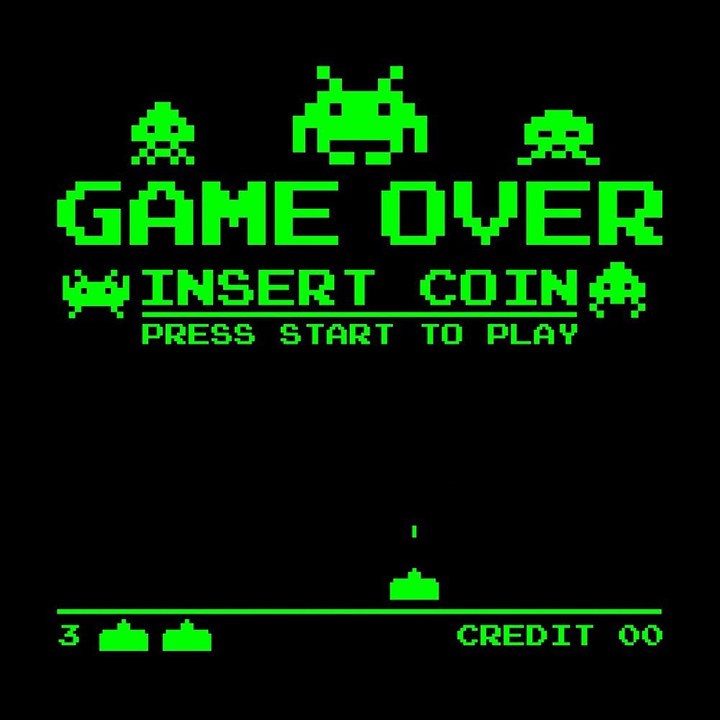 GAME OVER
INSERT COIN
PRESS START TO PLAY
3 CREDIT 00